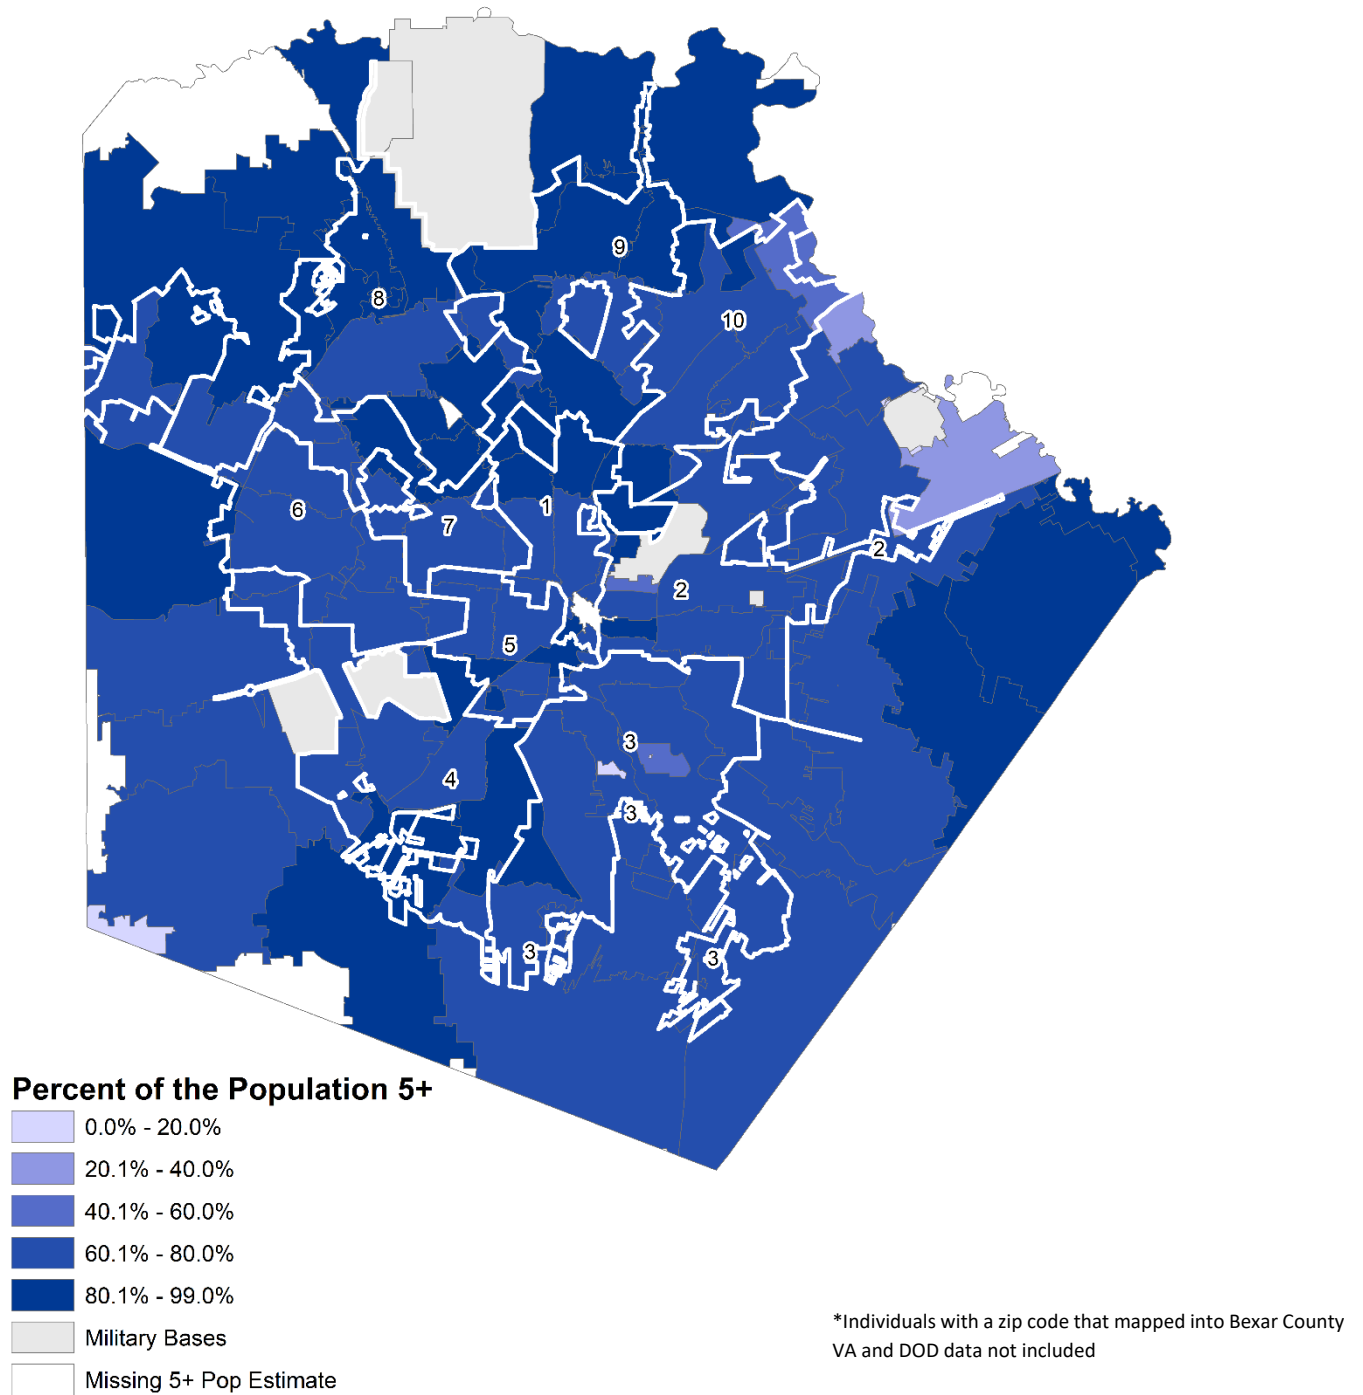 9
8
10
6
7
1
2
2
5
3
4
3
3
3
Percent of the Population 5+
0.0% - 20.0%
20.1% - 40.0%
40.1% - 60.0%
60.1% - 80.0%
80.1% - 99.0%
Military Bases
Missing 5+ Pop Estimate
*Individuals with a zip code that mapped into Bexar County
VA and DOD data not included